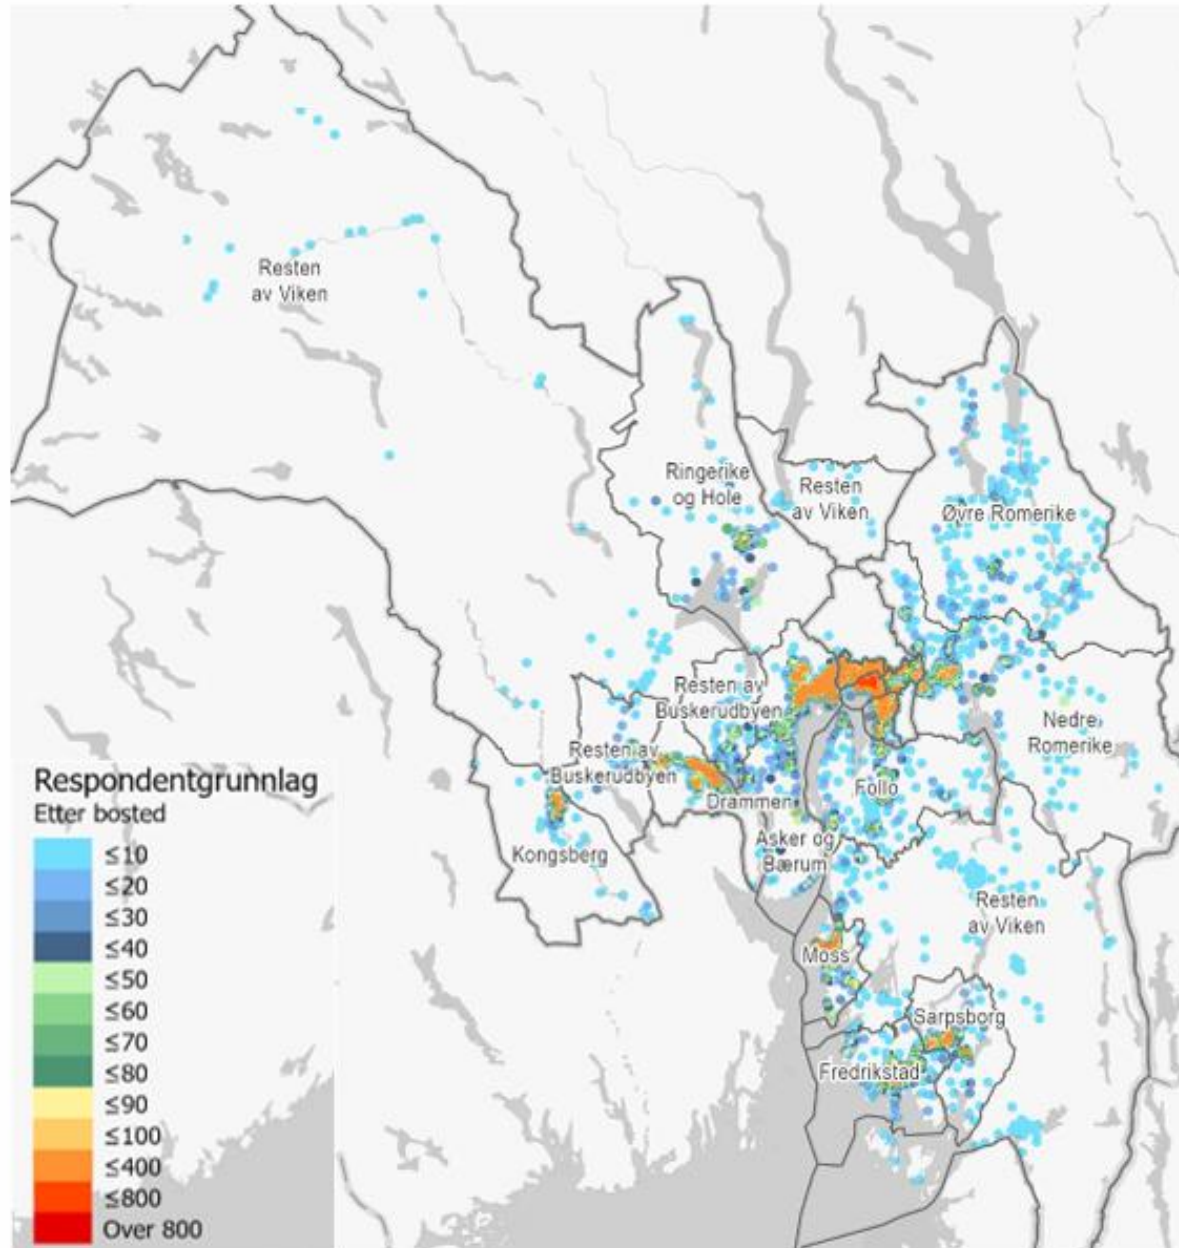 Resten
av Viken
Ringerike
og Hole
Resten
av Viken
Øvre Romerike
Resten av
Buskerudbyen
Nedre
Romerike
Resten av
Buskerudbyen
Drammen
Follo
Asker og
Bærum
Kongsberg
Resten
av Viken
Moss
Sarpsborg
Fredrikstad
Respondentgrunnlag
Etter bosted
≤10
≤20
≤30
≤40
≤50
≤60
≤70
≤80
≤90
≤100
≤400
≤800
Over 800